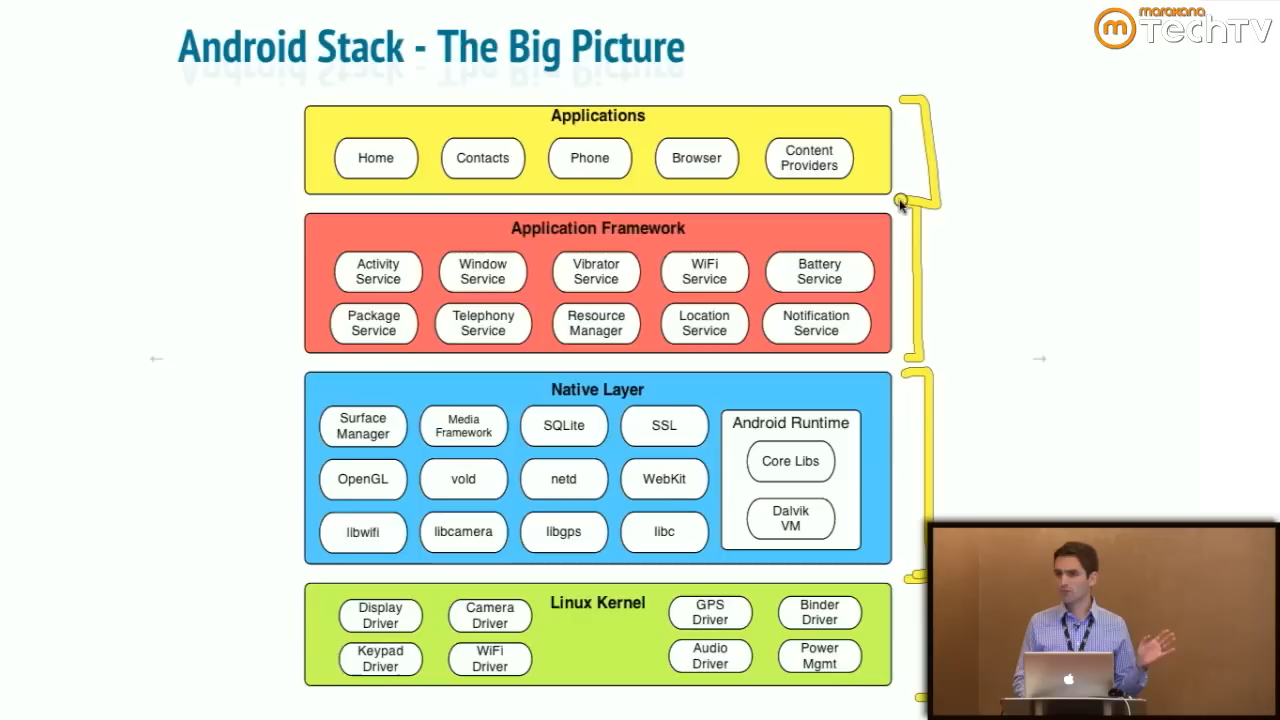 marakana
TechTV
Android Stack - The Big Picture
Applications
Home
Contacts
Phone
Browser
Content
Providers
Application Framework
Activity
Service
Window
Service
Vibrator
Service
WiFi
Service
Battery
Service
Package
Service
Telephony
Service
Resource
Manager
Location
Service
Notification
Service
Native Layer
Surface
Manager
Media
Framework
SQLite
SSL
OpenGL
vold
netd
WebKit
libwifi
libcamera
libgps
libc
Android Runtime
Core Libs
Dalvik
VM
Linux Kernel
Display
Driver
Camera
Driver
GPS
Driver
Binder
Driver
Keypad
Driver
WiFi
Driver
Audio
Driver
Power
Mgmt